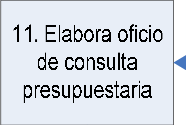 11. Elabora oficio
de consulta
presupuestaria